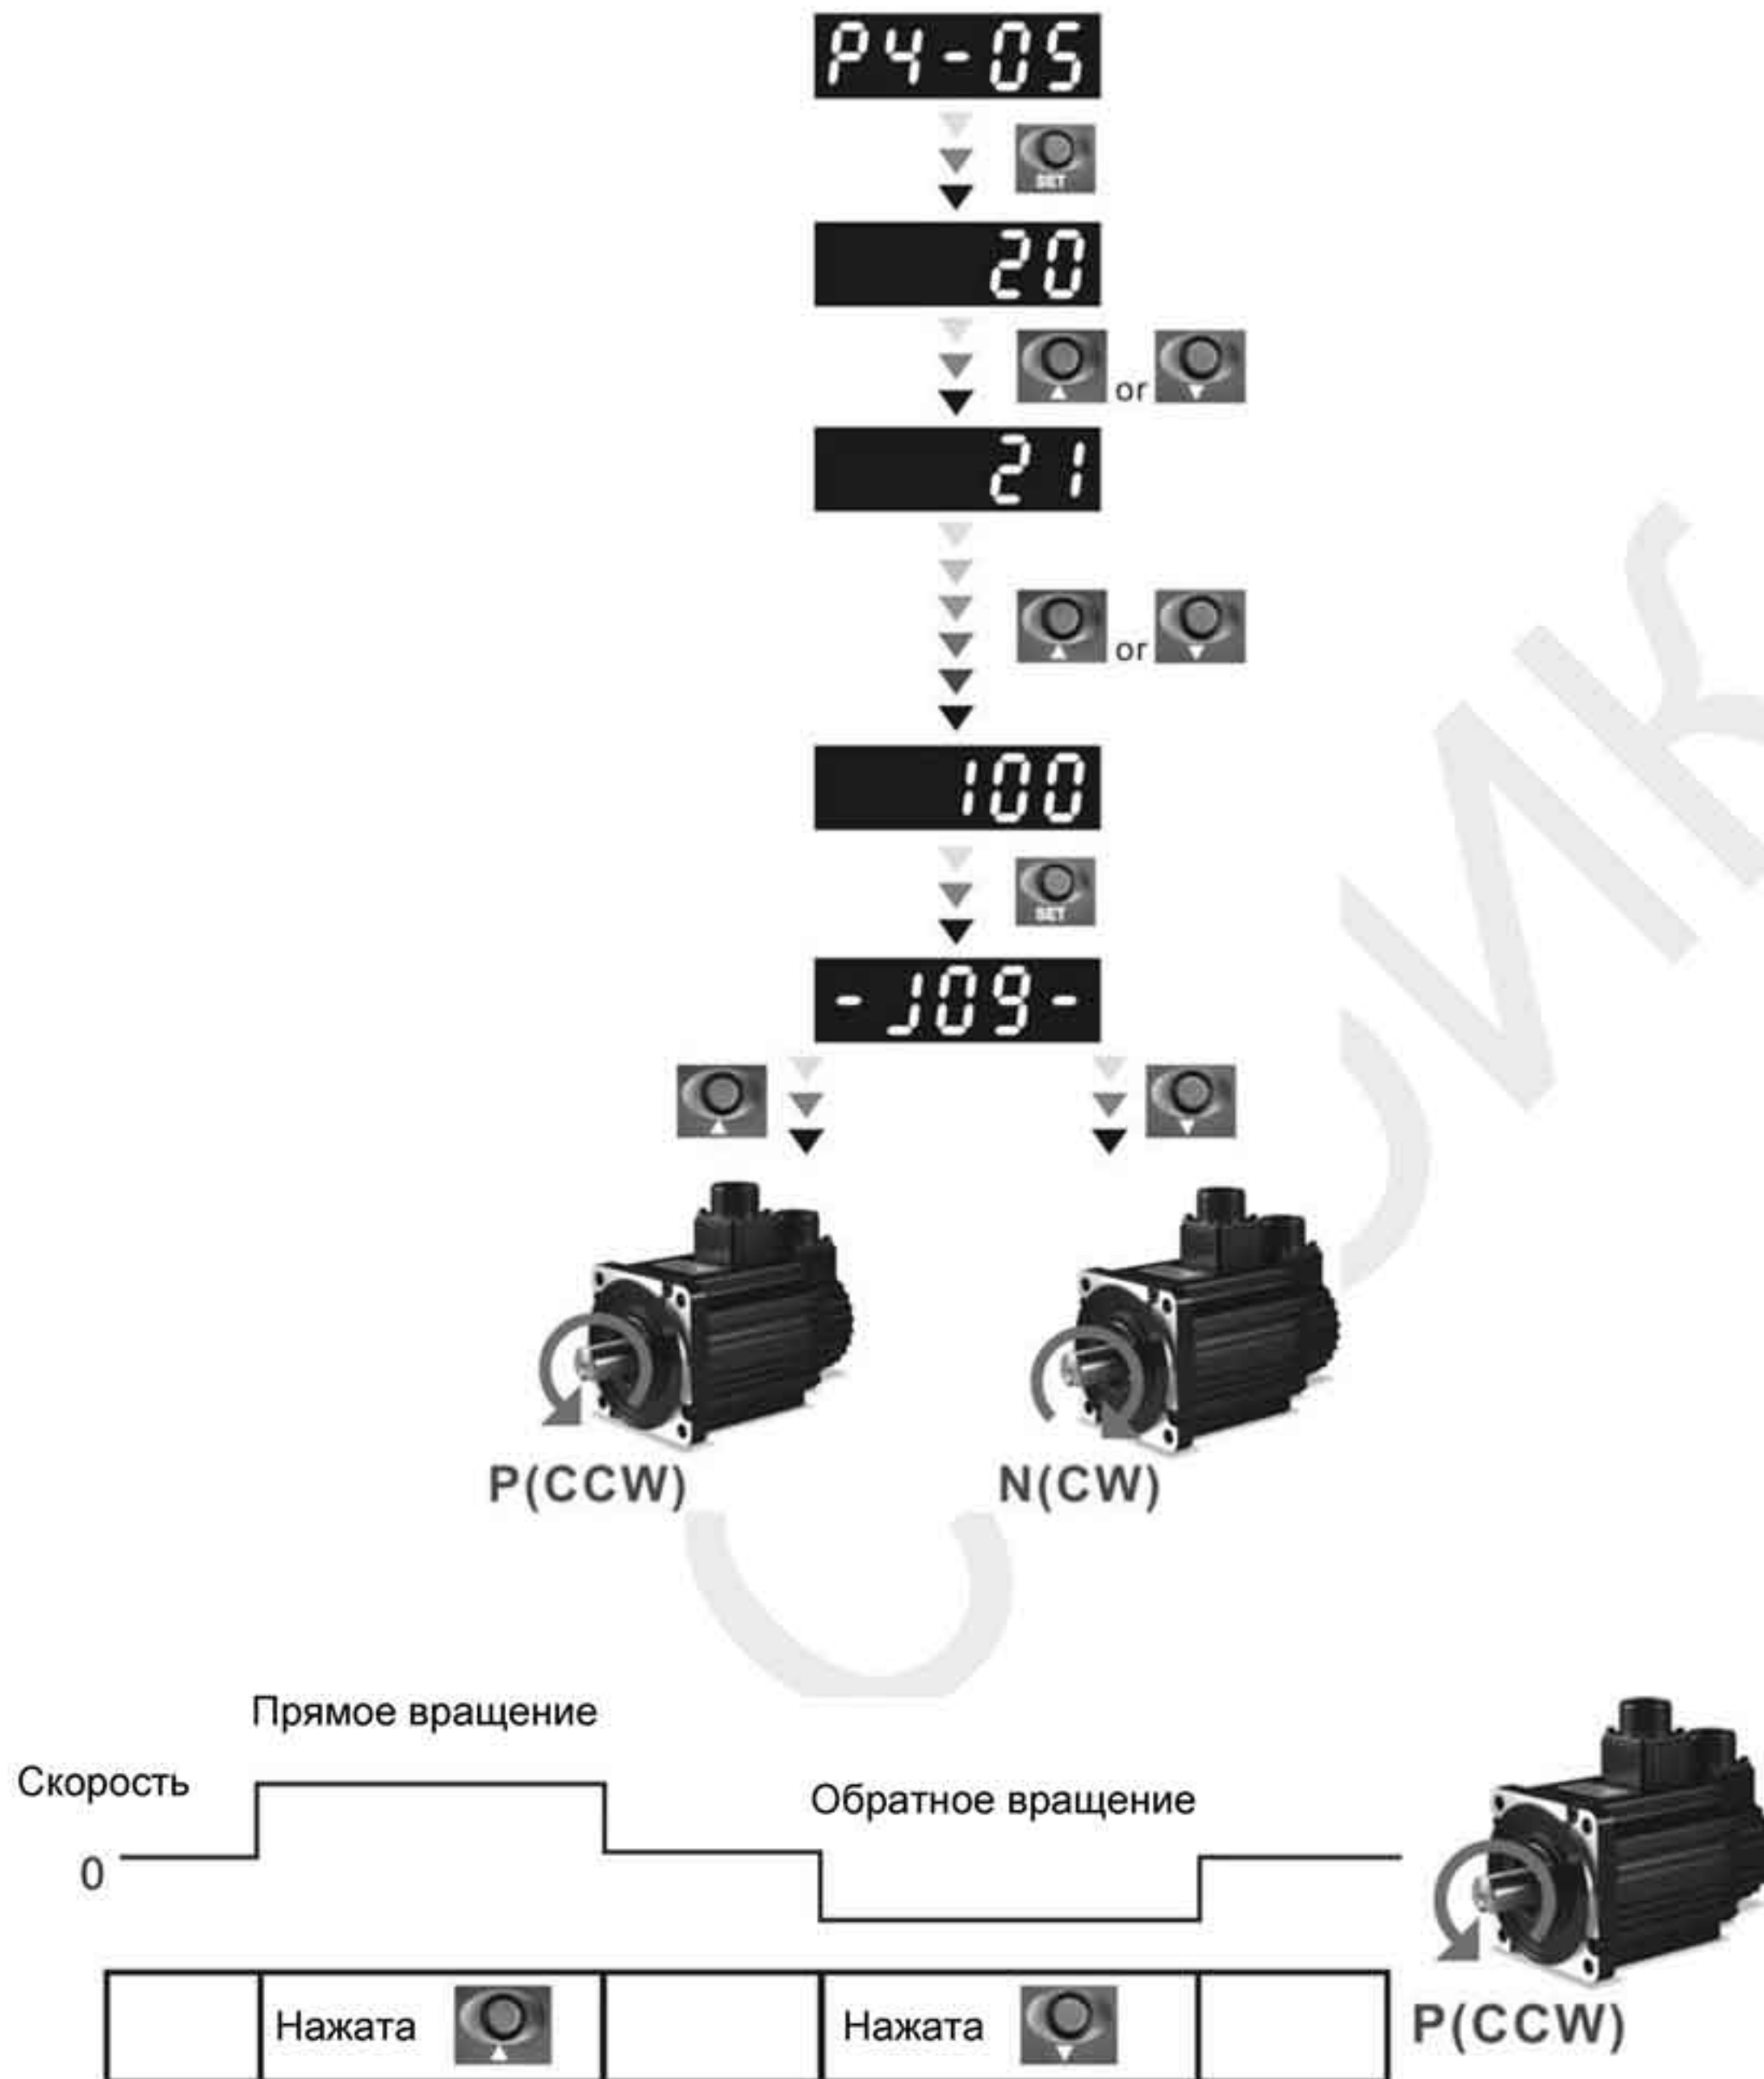 P4-05
SET
20
or
21
or
100
SET
-JOG-
P(CCW)
N(CW)
Прямое вращение
Скорость
Обратное вращение
0
Нажата
Нажата
P(CCW)